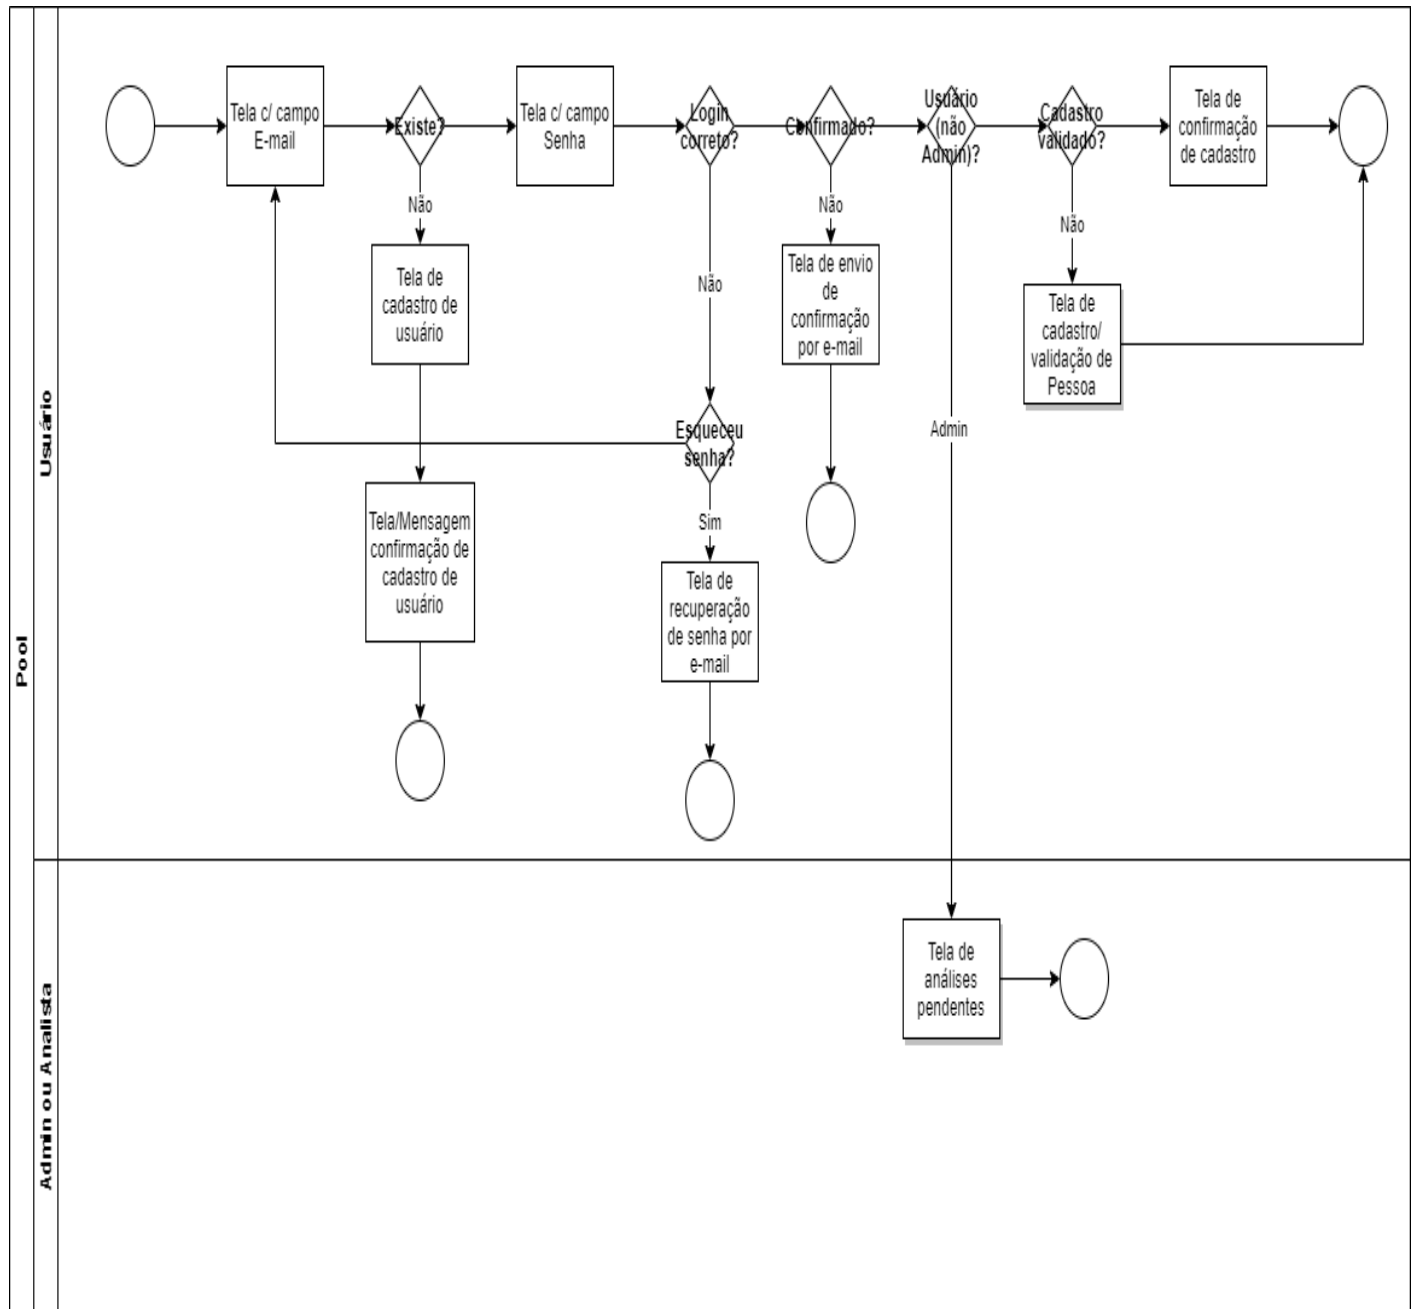 Pool
Usuário
Tela c/ campo
E-mail
Existe?
Tela c/ campo
Senha
Login
correto?
Confirmado?
Usuário
(não
Admin)?
Cadastro
validado?
Tela de
confirmação
de cadastro
Não
Tela de
cadastro de
usuário
Não
Não
Tela de envio
de
confirmação
por e-mail
Não
Tela de
cadastro/
validação de
Pessoa
Esqueceu
senha?
Admin
Tela/Mensagem
confirmação de
cadastro de
usuário
Sim
Tela de
recuperação
de senha por
e-mail
Admin ou Analista
Tela de
análises
pendentes